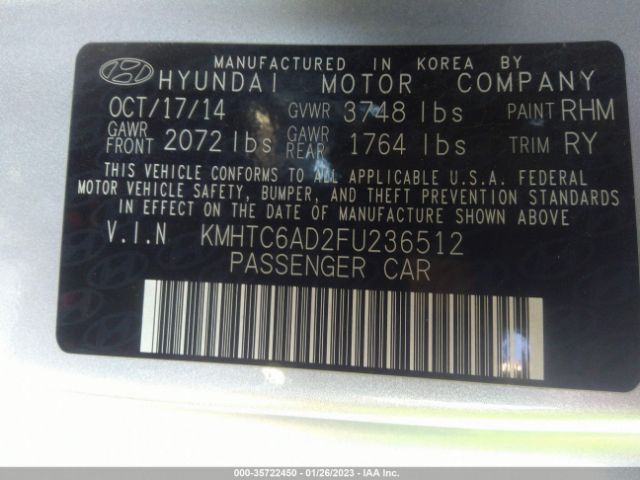 MANUFACTURED IN KOREA BY
HYUNDAI MOTOR COMPANY
OCT/17/14 GVWR 3748 lbs PAINT RHM
GAWR FRONT 2072 lbs GAWR REAR 1764 lbs TRIM RY
THIS VEHICLE CONFORMS TO ALL APPLICABLE U.S.A. FEDERAL
MOTOR VEHICLE SAFETY, BUMPER, AND THEFT PREVENTION STANDARDS
IN EFFECT ON THE DATE OF MANUFACTURE SHOWN ABOVE
V.I.N KMHTC6AD2FU236512
PASSENGER CAR
000-35722450 - 01/26/2023 - IAA Inc.